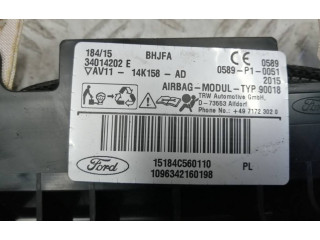 184/15 BHJFA CE 0589
34014202 E 0589-P1-0051
▽AV11 - 14K158 - AD 2015
AIRBAG-MODUL-TYP 90018
TRW Automotive GmbH
D - 73553 Alfdorf
Phone No.: +49 7172 302 0
Ford
15184C560110 PL
1096342160198